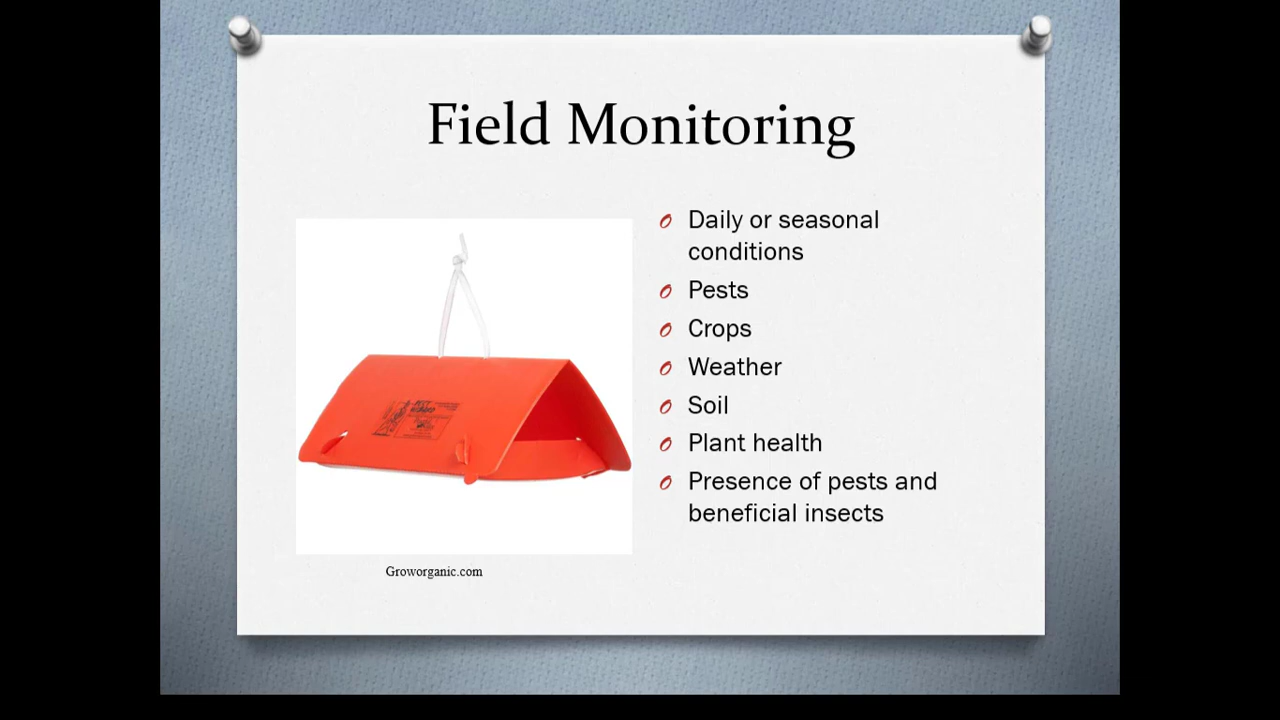 Field Monitoring
Daily or seasonal
conditions
Pests
Crops
Weather
Soil
Plant health
Presence of pests and
beneficial insects
Groworganic.com